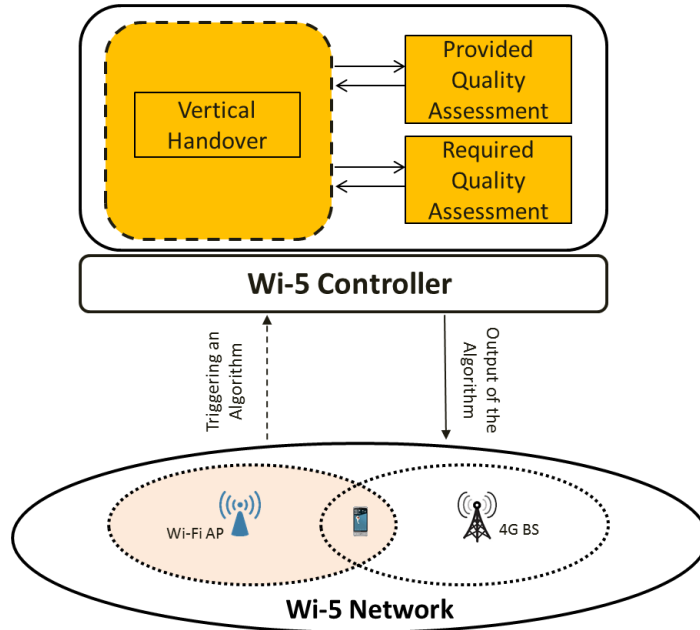 Vertical
Handover
Provided
Quality
Assessment
Required
Quality
Assessment
Wi-5 Controller
Triggering an
Algorithm
Output of the
Algorithm
Wi-Fi AP
4G BS
Wi-5 Network